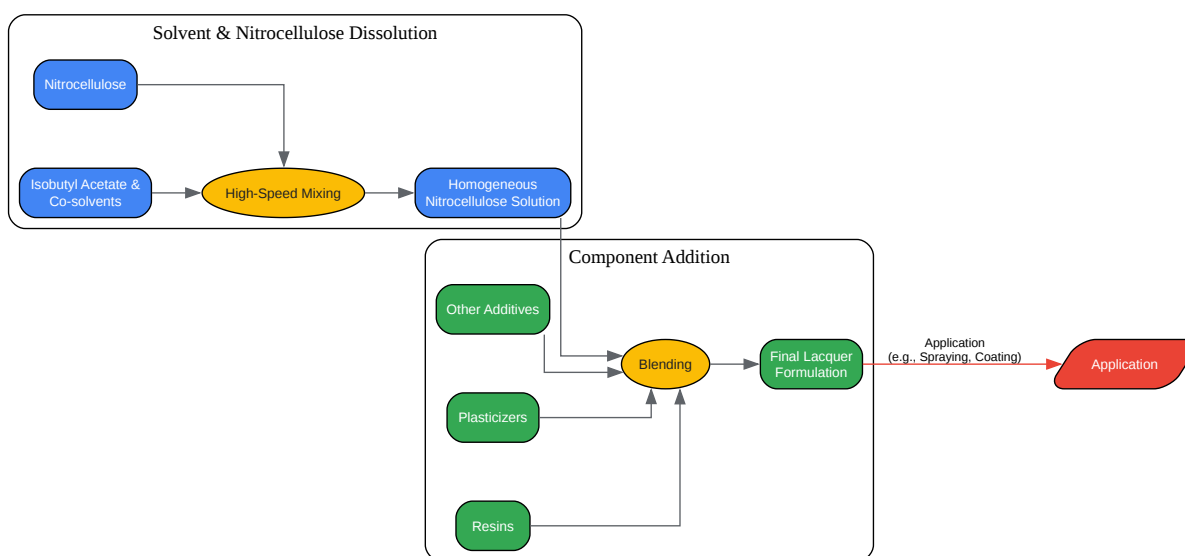 Solvent & Nitrocellulose Dissolution
Nitrocellulose
Isobutyl Acetate &
Co-solvents
High-Speed Mixing
Homogeneous
Nitrocellulose Solution
Component Addition
Other Additives
Blending
Final Lacquer
Formulation
Application
(e.g., Spraying, Coating)
Application
Plasticizers
Resins